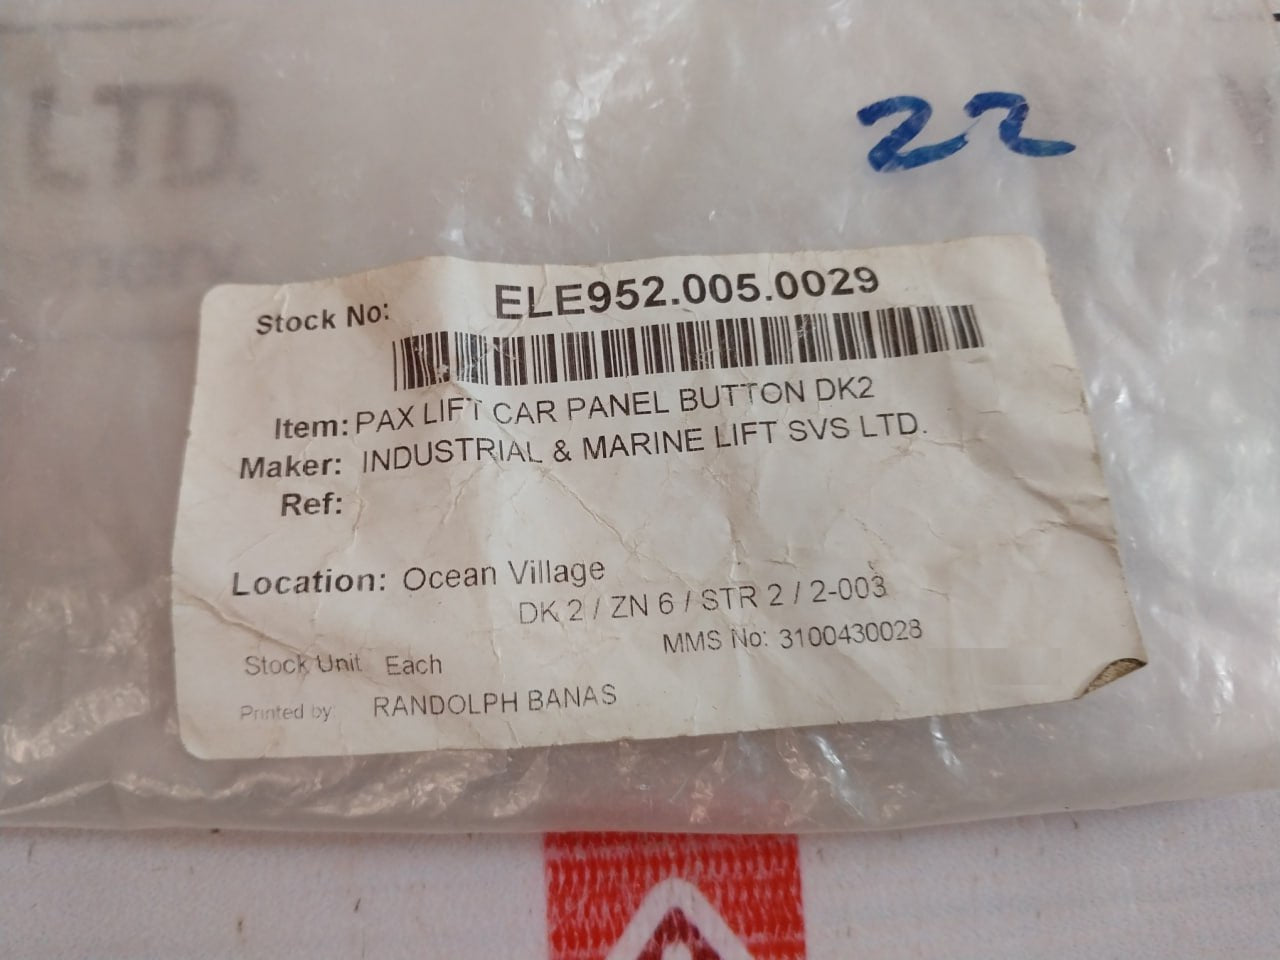 LTD.
22
Stock No: ELE952.005.0029
Item: PAX LIFT CAR PANEL BUTTON DK2
Maker: INDUSTRIAL & MARINE LIFT SVS LTD.
Ref:
Location: Ocean Village
DK 2 / ZN 6 / STR 2 / 2-003
MMS No: 3100430028
Stock Unit Each
Printed by: RANDOLPH BANAS